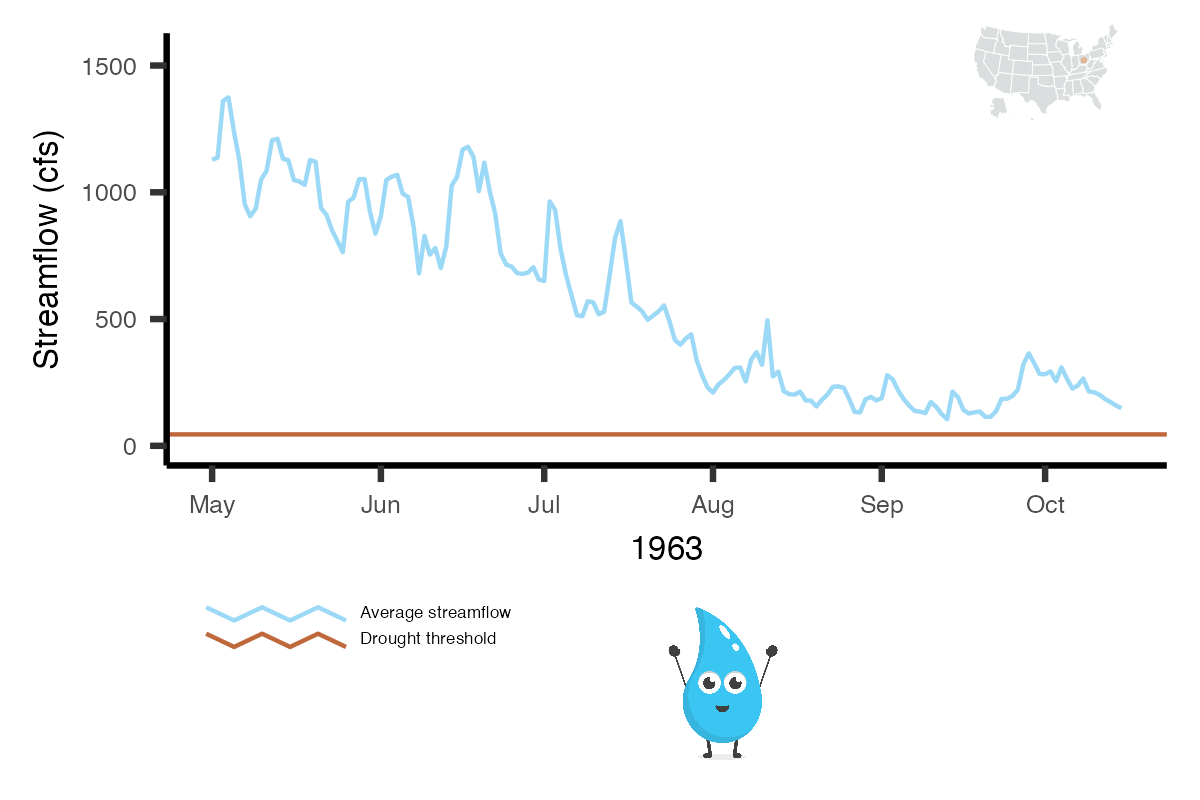 Streamflow (cfs)
1500
1000
500
0
May Jun Jul Aug Sep Oct
1963
Average streamflow
Drought threshold